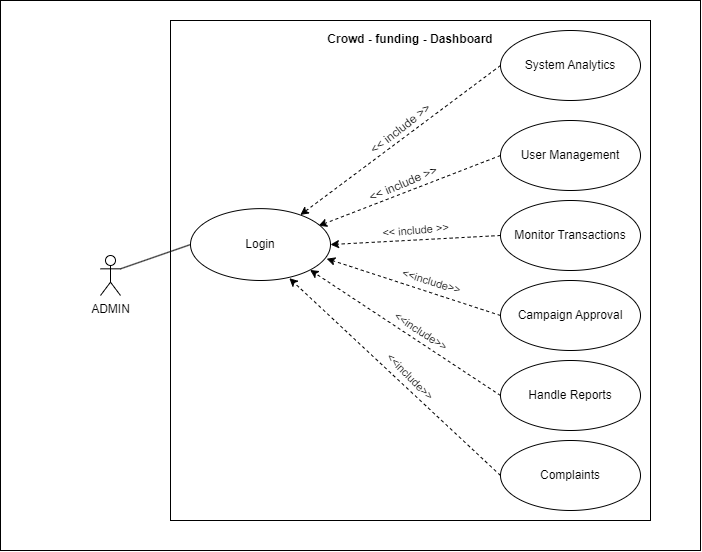 Crowd - funding - Dashboard
System Analytics
<< include >>
User Management
<< include >>
Monitor Transactions
<< include >>
Login
ADMIN
<<include>>
Campaign Approval
<<include>>
Handle Reports
<<include>>
Complaints